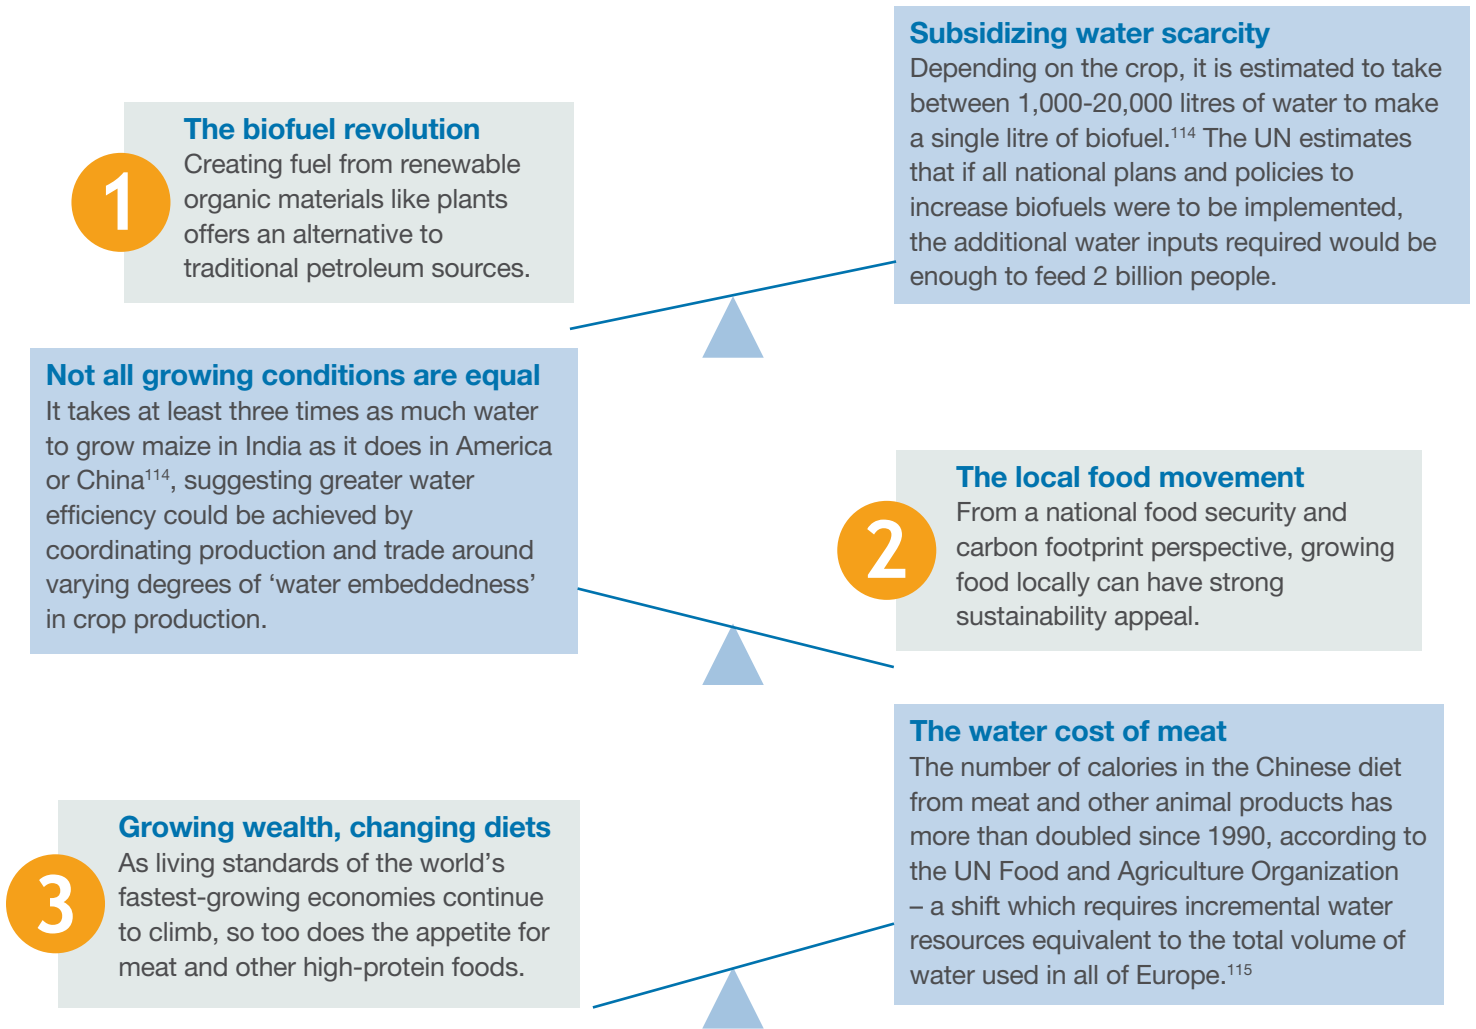 1
The biofuel revolution
Creating fuel from renewable
organic materials like plants
offers an alternative to
traditional petroleum sources.
Subsidizing water scarcity
Depending on the crop, it is estimated to take
between 1,000-20,000 litres of water to make
a single litre of biofuel.114 The UN estimates
that if all national plans and policies to
increase biofuels were to be implemented,
the additional water inputs required would be
enough to feed 2 billion people.
Not all growing conditions are equal
It takes at least three times as much water
to grow maize in India as it does in America
or China114, suggesting greater water
efficiency could be achieved by
coordinating production and trade around
varying degrees of ‘water embeddedness’
in crop production.
2
The local food movement
From a national food security and
carbon footprint perspective, growing
food locally can have strong
sustainability appeal.
3
Growing wealth, changing diets
As living standards of the world's
fastest-growing economies continue
to climb, so too does the appetite for
meat and other high-protein foods.
The water cost of meat
The number of calories in the Chinese diet
from meat and other animal products has
more than doubled since 1990, according to
the UN Food and Agriculture Organization
– a shift which requires incremental water
resources equivalent to the total volume of
water used in all of Europe.115